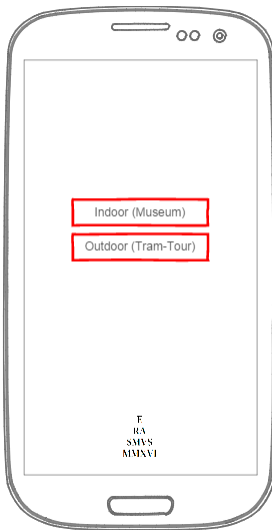 Indoor (Museum)
Outdoor (Tram-Tour)
E
RA
SMVS
MMXVI